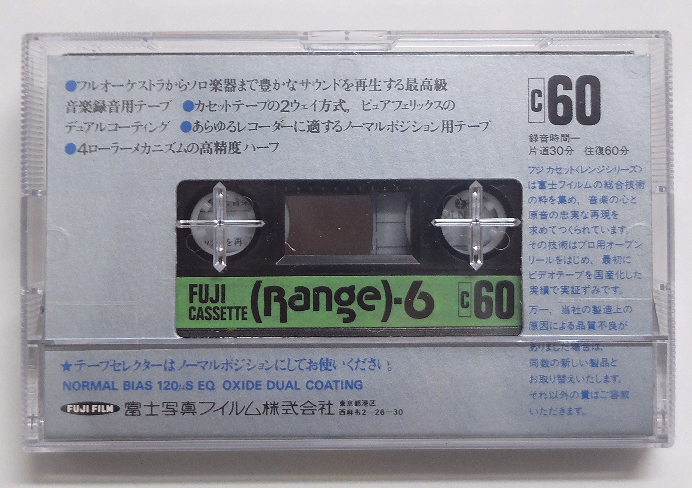 ●フルオーケストラからソロ楽器まで豊かなサウンドを再生する最高級
音楽録音用テープ ●カセットテープの2ウェイ方式，ピュアフェリックスの
デュアルコーティング ●あらゆるレコーダーに適するノーマルポジション用テープ
●4ローラーメカニズムの高精度ハーフ
C60
録音時間―
片道30分 往復60分
フジカセット〈レンジシリーズ〉
は富士フイルムの総合技術
の粋を集め、音楽の心と
原音の忠実な再現を
求めてつくられています。
その技術はプロ用オープン
リールをはじめ、最初に
ビデオテープを国産化した
実績で実証ずみです。
万一、当社の製造上の
原因による品質不良が
ありました場合は、
同数の新しい製品と
お取り替えいたします。
それ以外の責はご容赦
いただきます。
FUJI
CASSETTE
(Range)-6
C60
★テープセレクターはノーマルポジションにしてお使いください。
NORMAL BIAS 120μS EQ. OXIDE DUAL COATING
FUJI FILM 富士写真フイルム株式会社
東京都港区
西麻布2-26-30